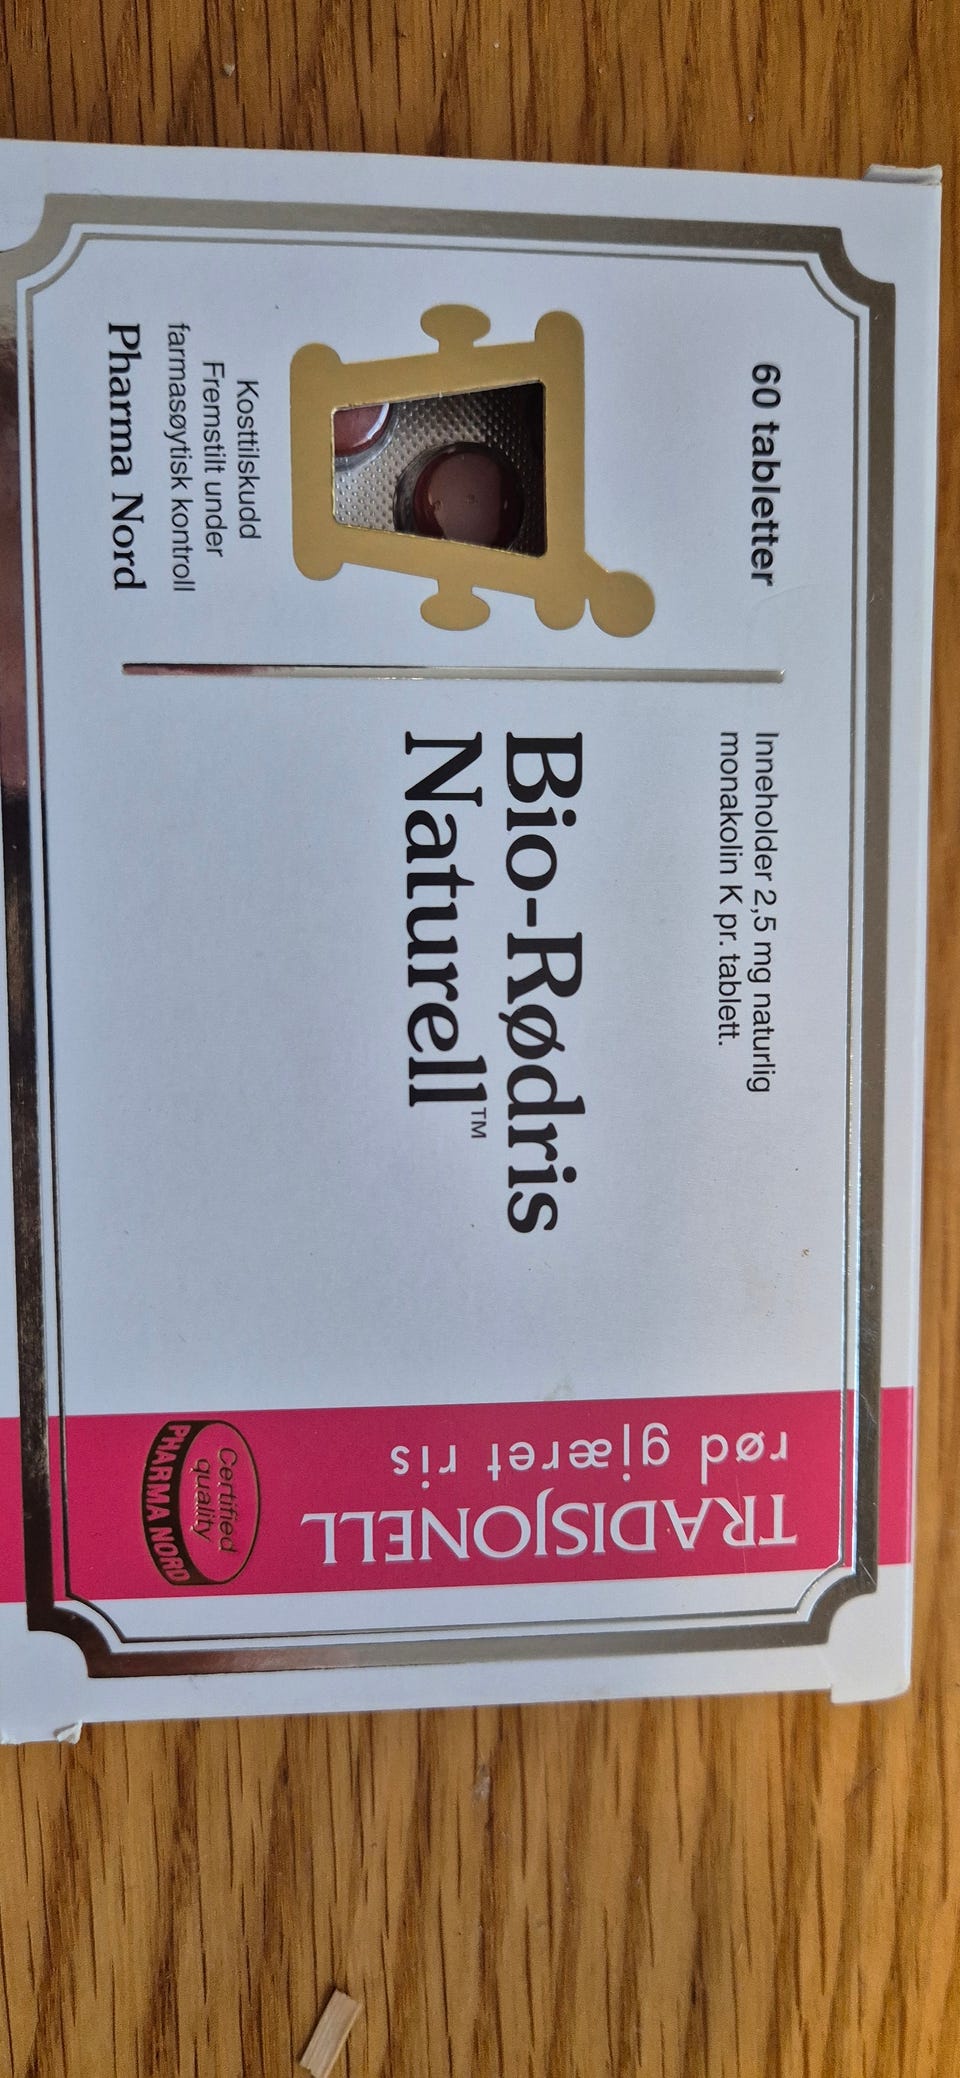 60 tabletter
Inneholder 2,5 mg naturlig
monakolin K pr. tablett.
Bio-Rødris
Naturell™
Kosttilskudd
Fremstilt under
farmasøytisk kontroll
Pharma Nord
TRADISJONELL
rød gjæret ris
Certified
quality
PHARMA NORD